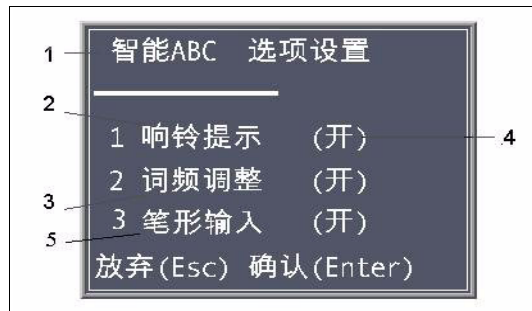 1 智能ABC 选项设置
2
1 响铃提示 (开) 4
2 词频调整 (开)
3
3 笔形输入 (开)
5
放弃(Esc) 确认(Enter)